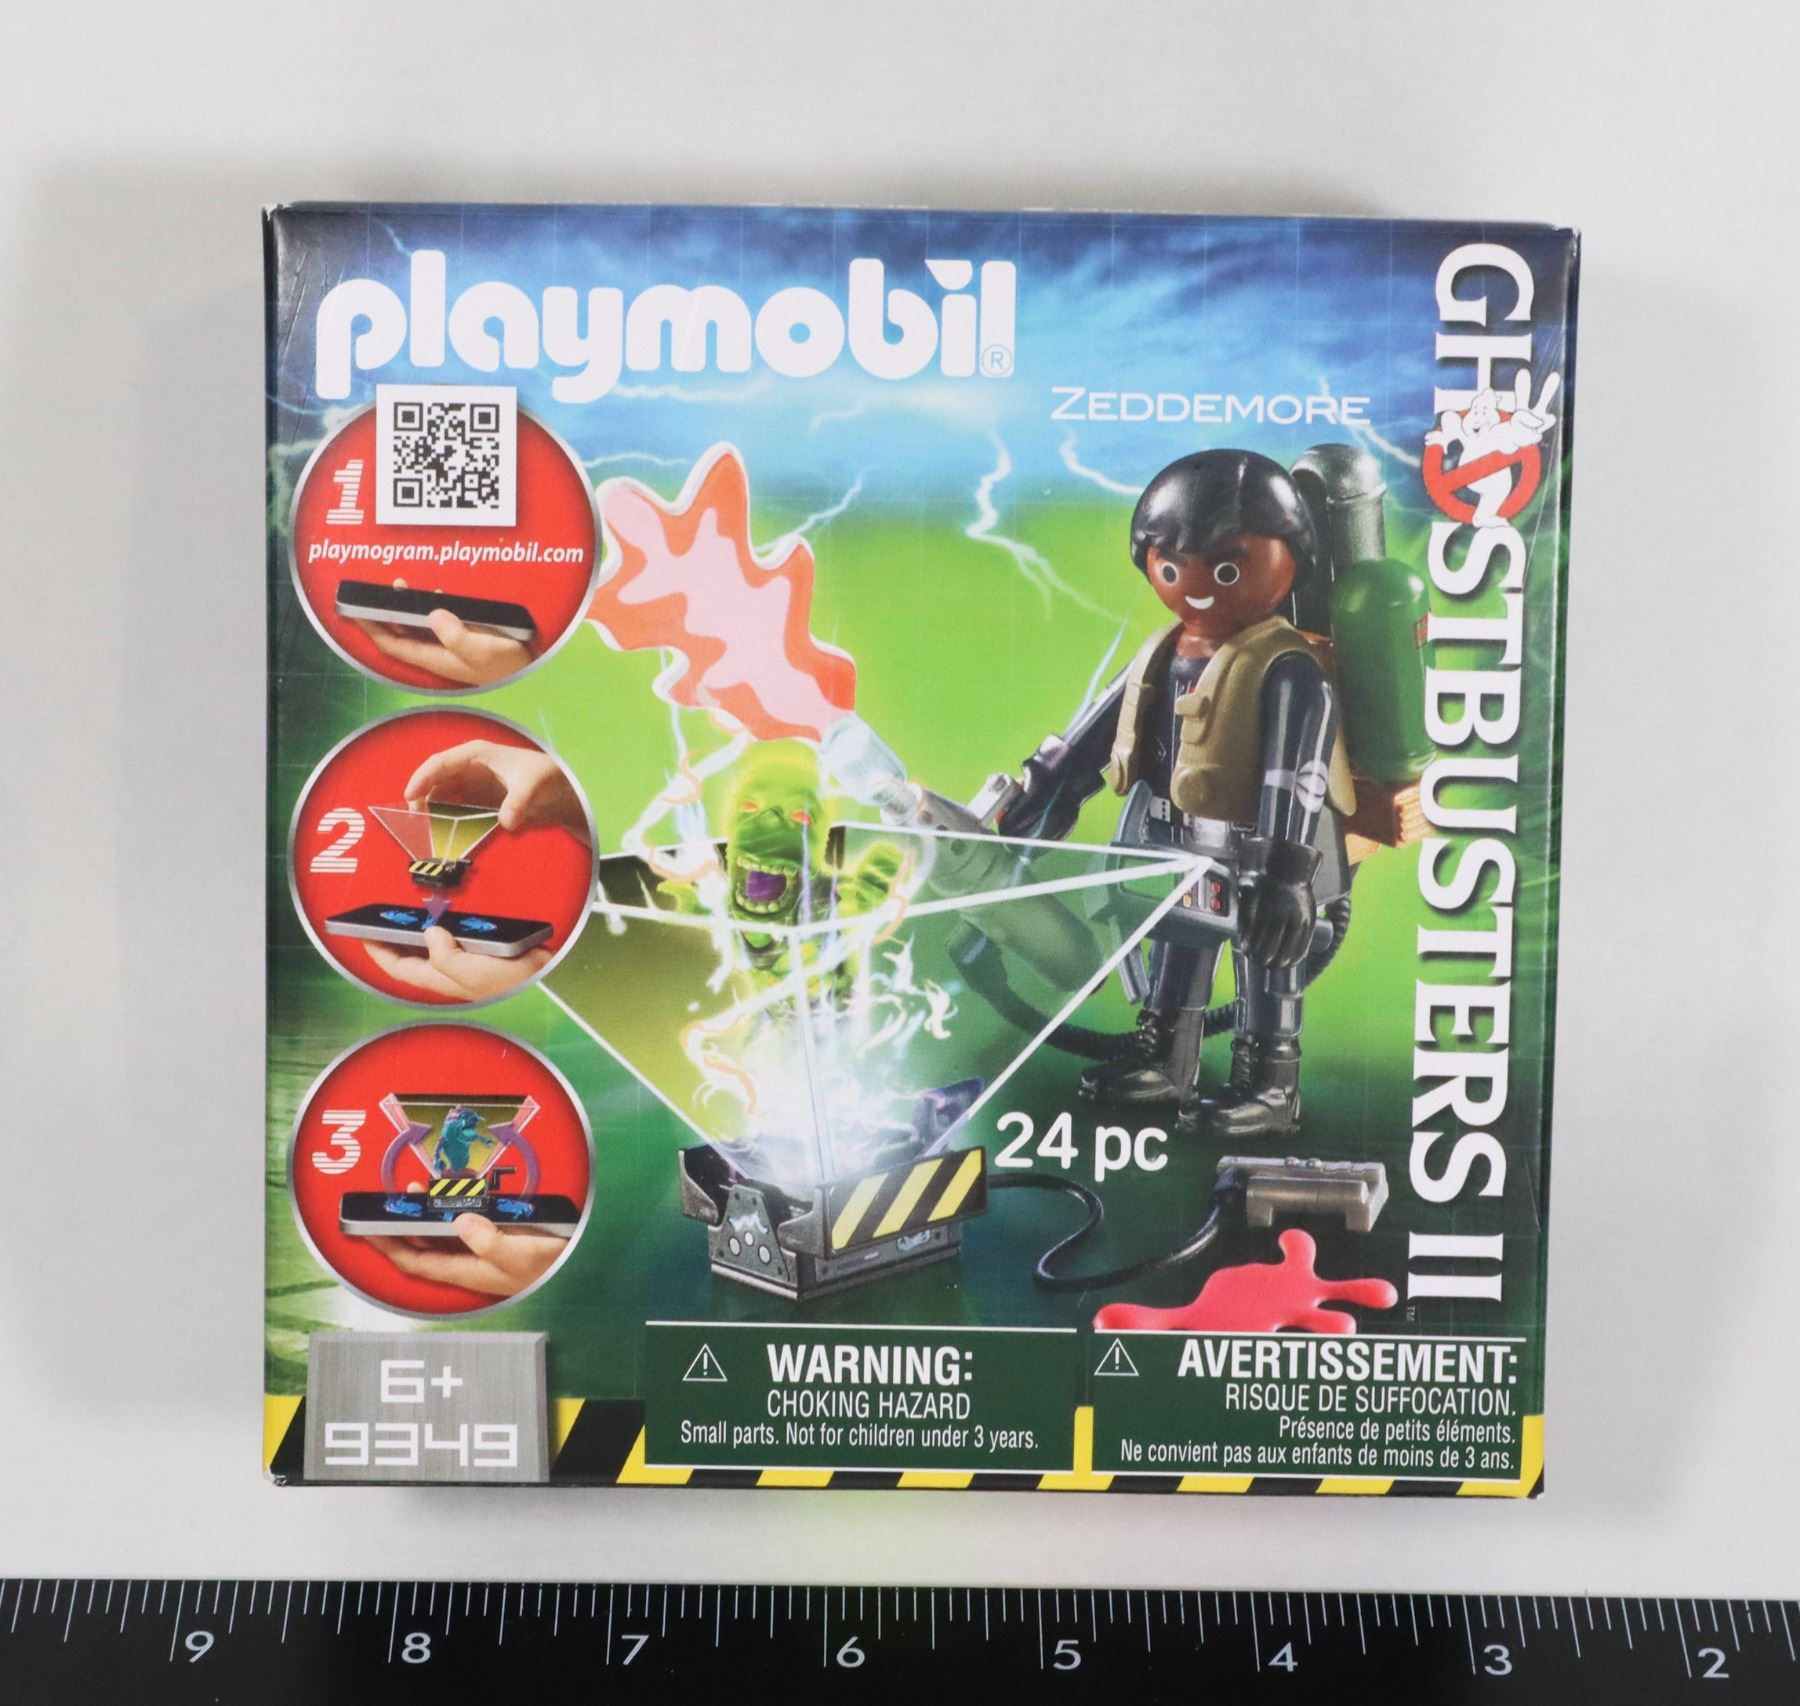 playmobil®
ZEDDEMORE
GHOSTBUSTERS II™
1
playmogram.playmobil.com
2
3
24 pc
6+
9349
WARNING:
CHOKING HAZARD
Small parts. Not for children under 3 years.
AVERTISSEMENT:
RISQUE DE SUFFOCATION.
Présence de petits éléments.
Ne convient pas aux enfants de moins de 3 ans.
9 8 7 6 5 4 3 2